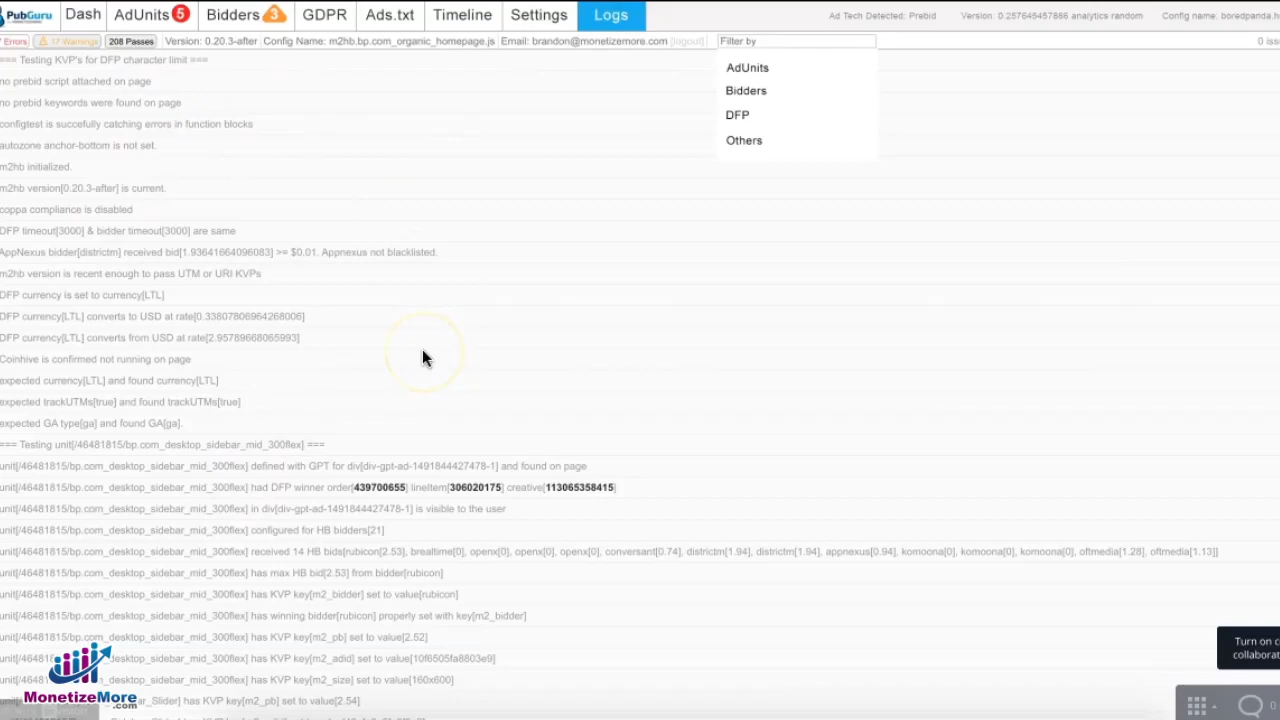 PubGuru Dash AdUnits 5 Bidders 3 GDPR Ads.txt Timeline Settings Logs Ad Tech Detected: Prebid Version: 0.257645457886 analytics random Config name: boredpanda.h
Errors 17 Warnings 208 Passes Version: 0.20.3-after Config Name: m2hb.bp.com_organic_homepage.js Email: brandon@monetizemore.com [logout] Filter by 0 iss
=== Testing KVP's for DFP character limit ===
AdUnits
no prebid script attached on page
Bidders
no prebid keywords were found on page
DFP
configtest is succefully catching errors in function blocks
Others
autozone anchor-bottom is not set.
m2hb initialized.
m2hb version[0.20.3-after] is current.
coppa compliance is disabled
DFP timeout[3000] & bidder timeout[3000] are same
AppNexus bidder[districtm] received bid[1.93641664096083] >= $0.01. Appnexus not blacklisted.
m2hb version is recent enough to pass UTM or URI KVPs
DFP currency is set to currency[LTL]
DFP currency[LTL] converts to USD at rate[0.33807806964268006]
DFP currency[LTL] converts from USD at rate[2.95789668065993]
Coinhive is confirmed not running on page
expected currency[LTL] and found currency[LTL]
expected trackUTMs[true] and found trackUTMs[true]
expected GA type[ga] and found GA[ga].
=== Testing unit[/46481815/bp.com_desktop_sidebar_mid_300flex] ===
unit[/46481815/bp.com_desktop_sidebar_mid_300flex] defined with GPT for div[div-gpt-ad-1491844427478-1] and found on page
unit[/46481815/bp.com_desktop_sidebar_mid_300flex] had DFP winner order[439700655] lineItem[306020175] creative[113065358415]
unit[/46481815/bp.com_desktop_sidebar_mid_300flex] in div[div-gpt-ad-1491844427478-1] is visible to the user
unit[/46481815/bp.com_desktop_sidebar_mid_300flex] configured for HB bidders[21]
unit[/46481815/bp.com_desktop_sidebar_mid_300flex] received 14 HB bids[rubicon[2.53], brealtime[0], openx[0], openx[0], openx[0], conversant[0.74], districtm[1.94], districtm[1.94], appnexus[0.94], komoona[0], komoona[0], komoona[0], oftmedia[1.28], oftmedia[1.13]]
unit[/46481815/bp.com_desktop_sidebar_mid_300flex] has max HB bid[2.53] from bidder[rubicon]
unit[/46481815/bp.com_desktop_sidebar_mid_300flex] has KVP key[m2_bidder] set to value[rubicon]
unit[/46481815/bp.com_desktop_sidebar_mid_300flex] has winning bidder[rubicon] properly set with key[m2_bidder]
unit[/46481815/bp.com_desktop_sidebar_mid_300flex] has KVP key[m2_pb] set to value[2.52]
Turn on c
collaborat
unit[/46481815/bp.com_desktop_sidebar_mid_300flex] has KVP key[m2_adid] set to value[10f6505fa8803e9]
unit[/46481815/bp.com_desktop_sidebar_mid_300flex] has KVP key[m2_size] set to value[160x600]
MonetizeMore
.com
_Slider] has KVP key[m2_pb] set to value[2.54]
0